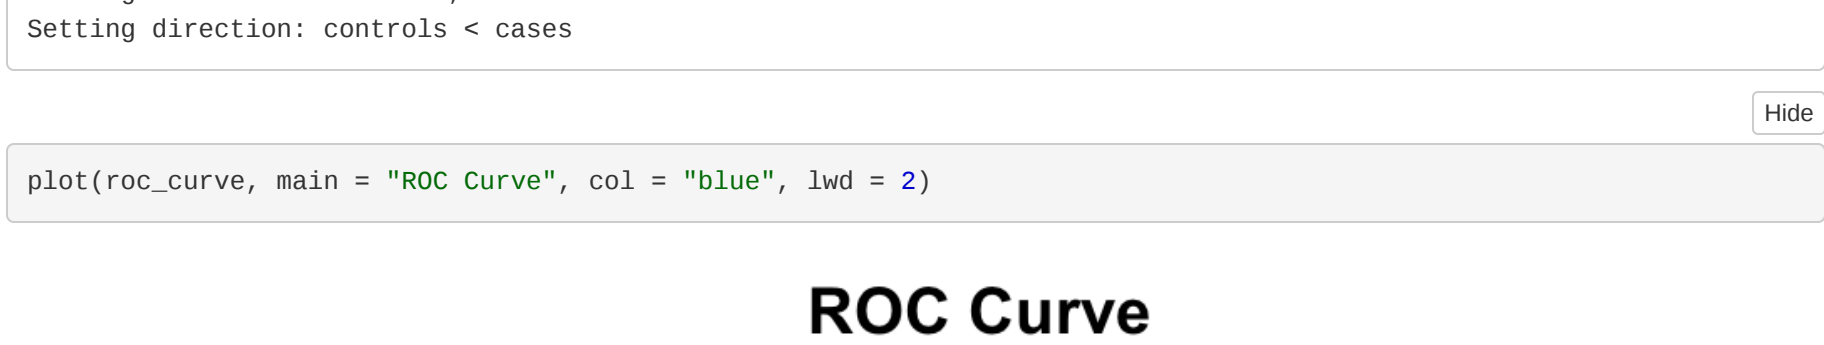 Setting direction: controls < cases
Hide
plot(roc_curve, main = "ROC Curve", col = "blue", lwd = 2)
ROC Curve